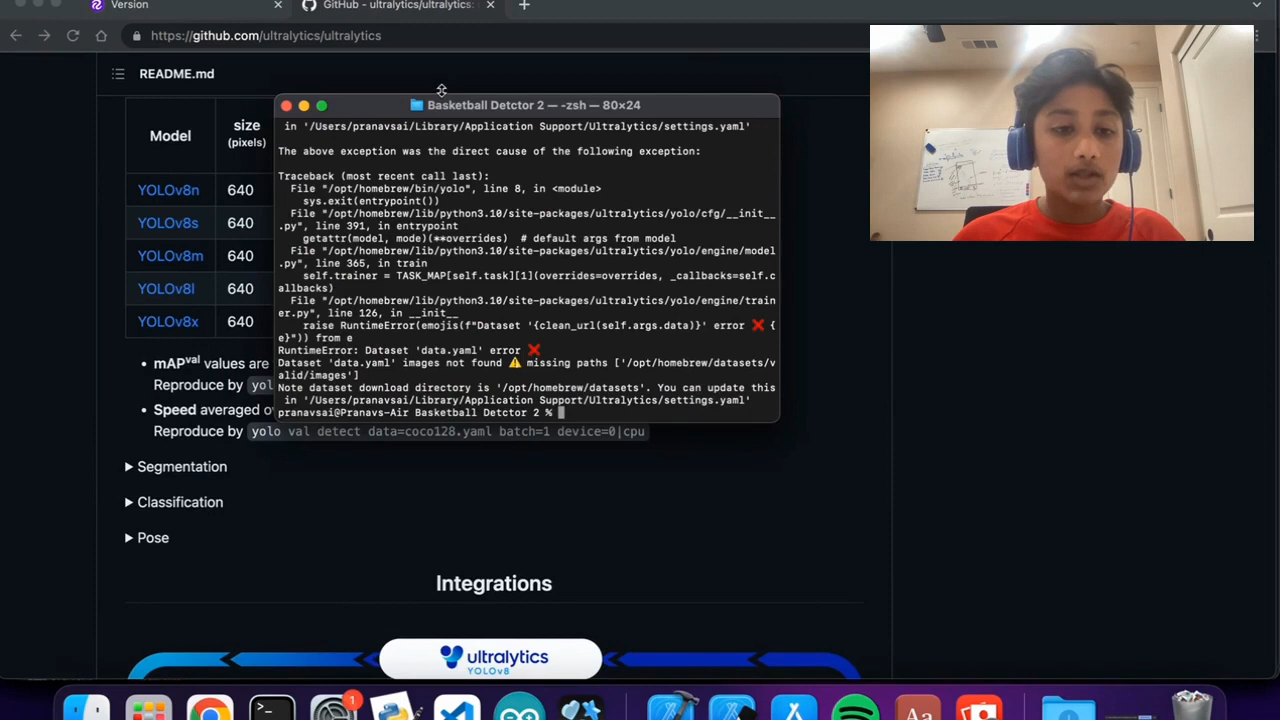 Version
GitHub - ultralytics/ultralytics:
https://github.com/ultralytics/ultralytics
README.md
Model
size
(pixels)
YOLOv8n
640
YOLOv8s
640
YOLOv8m
640
YOLOv8l
640
YOLOv8x
640
Basketball Detctor 2 — -zsh — 80×24
in '/Users/pranavsai/Library/Application Support/Ultralytics/settings.yaml'
The above exception was the direct cause of the following exception:
Traceback (most recent call last):
File "/opt/homebrew/bin/yolo", line 8, in <module>
sys.exit(entrypoint())
File "/opt/homebrew/lib/python3.10/site-packages/ultralytics/yolo/cfg/__init__
.py", line 391, in entrypoint
getattr(model, mode)(**overrides)  # default args from model
File "/opt/homebrew/lib/python3.10/site-packages/ultralytics/yolo/engine/model
.py", line 365, in train
self.trainer = TASK_MAP[self.task][1](overrides=overrides, _callbacks=self.c
allbacks)
File "/opt/homebrew/lib/python3.10/site-packages/ultralytics/yolo/engine/train
er.py", line 126, in __init__
raise RuntimeError(emojis(f"Dataset '{clean_url(self.args.data)}' error ❌ {
e}")) from e
RuntimeError: Dataset 'data.yaml' error ❌
Dataset 'data.yaml' images not found ⚠️ missing paths ['/opt/homebrew/datasets/v
alid/images']
Note dataset download directory is '/opt/homebrew/datasets'. You can update this
in '/Users/pranavsai/Library/Application Support/Ultralytics/settings.yaml'
pranavsai@Pranavs-Air Basketball Detctor 2 %
• mAPval values are
Reproduce by yol
• Speed averaged ov
Reproduce by yolo val detect data=coco128.yaml batch=1 device=0|cpu
Segmentation
Classification
Pose
Integrations
ultralytics
YOLOv8
1
Aa